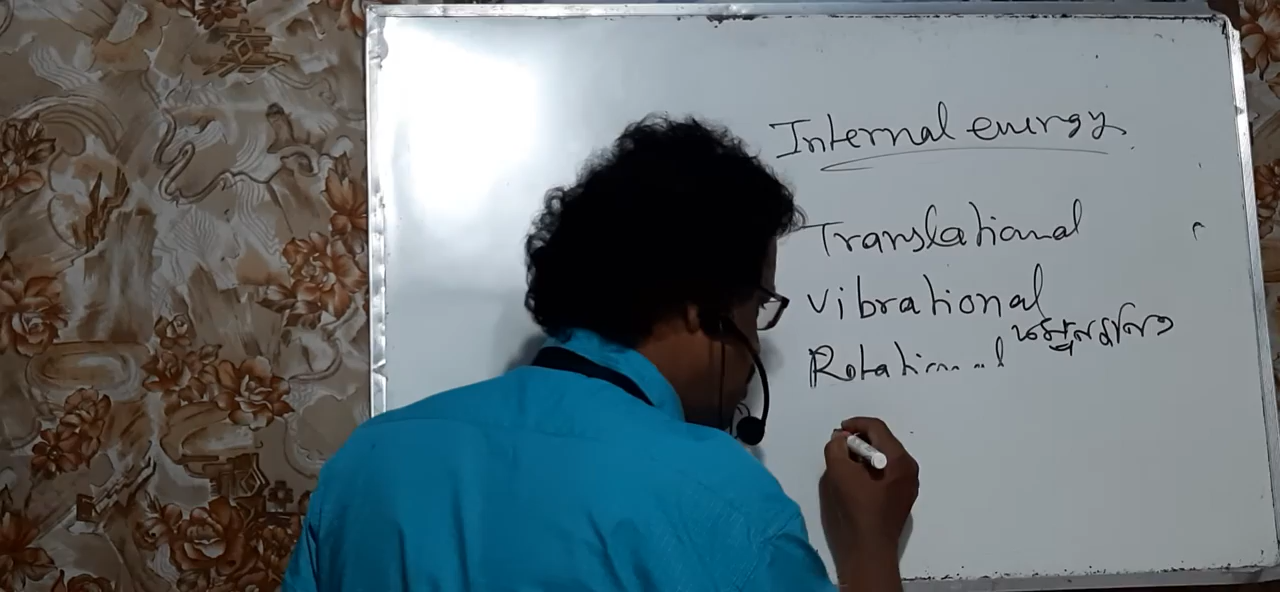 Internal energy
Translational
Vibrational
Rotational